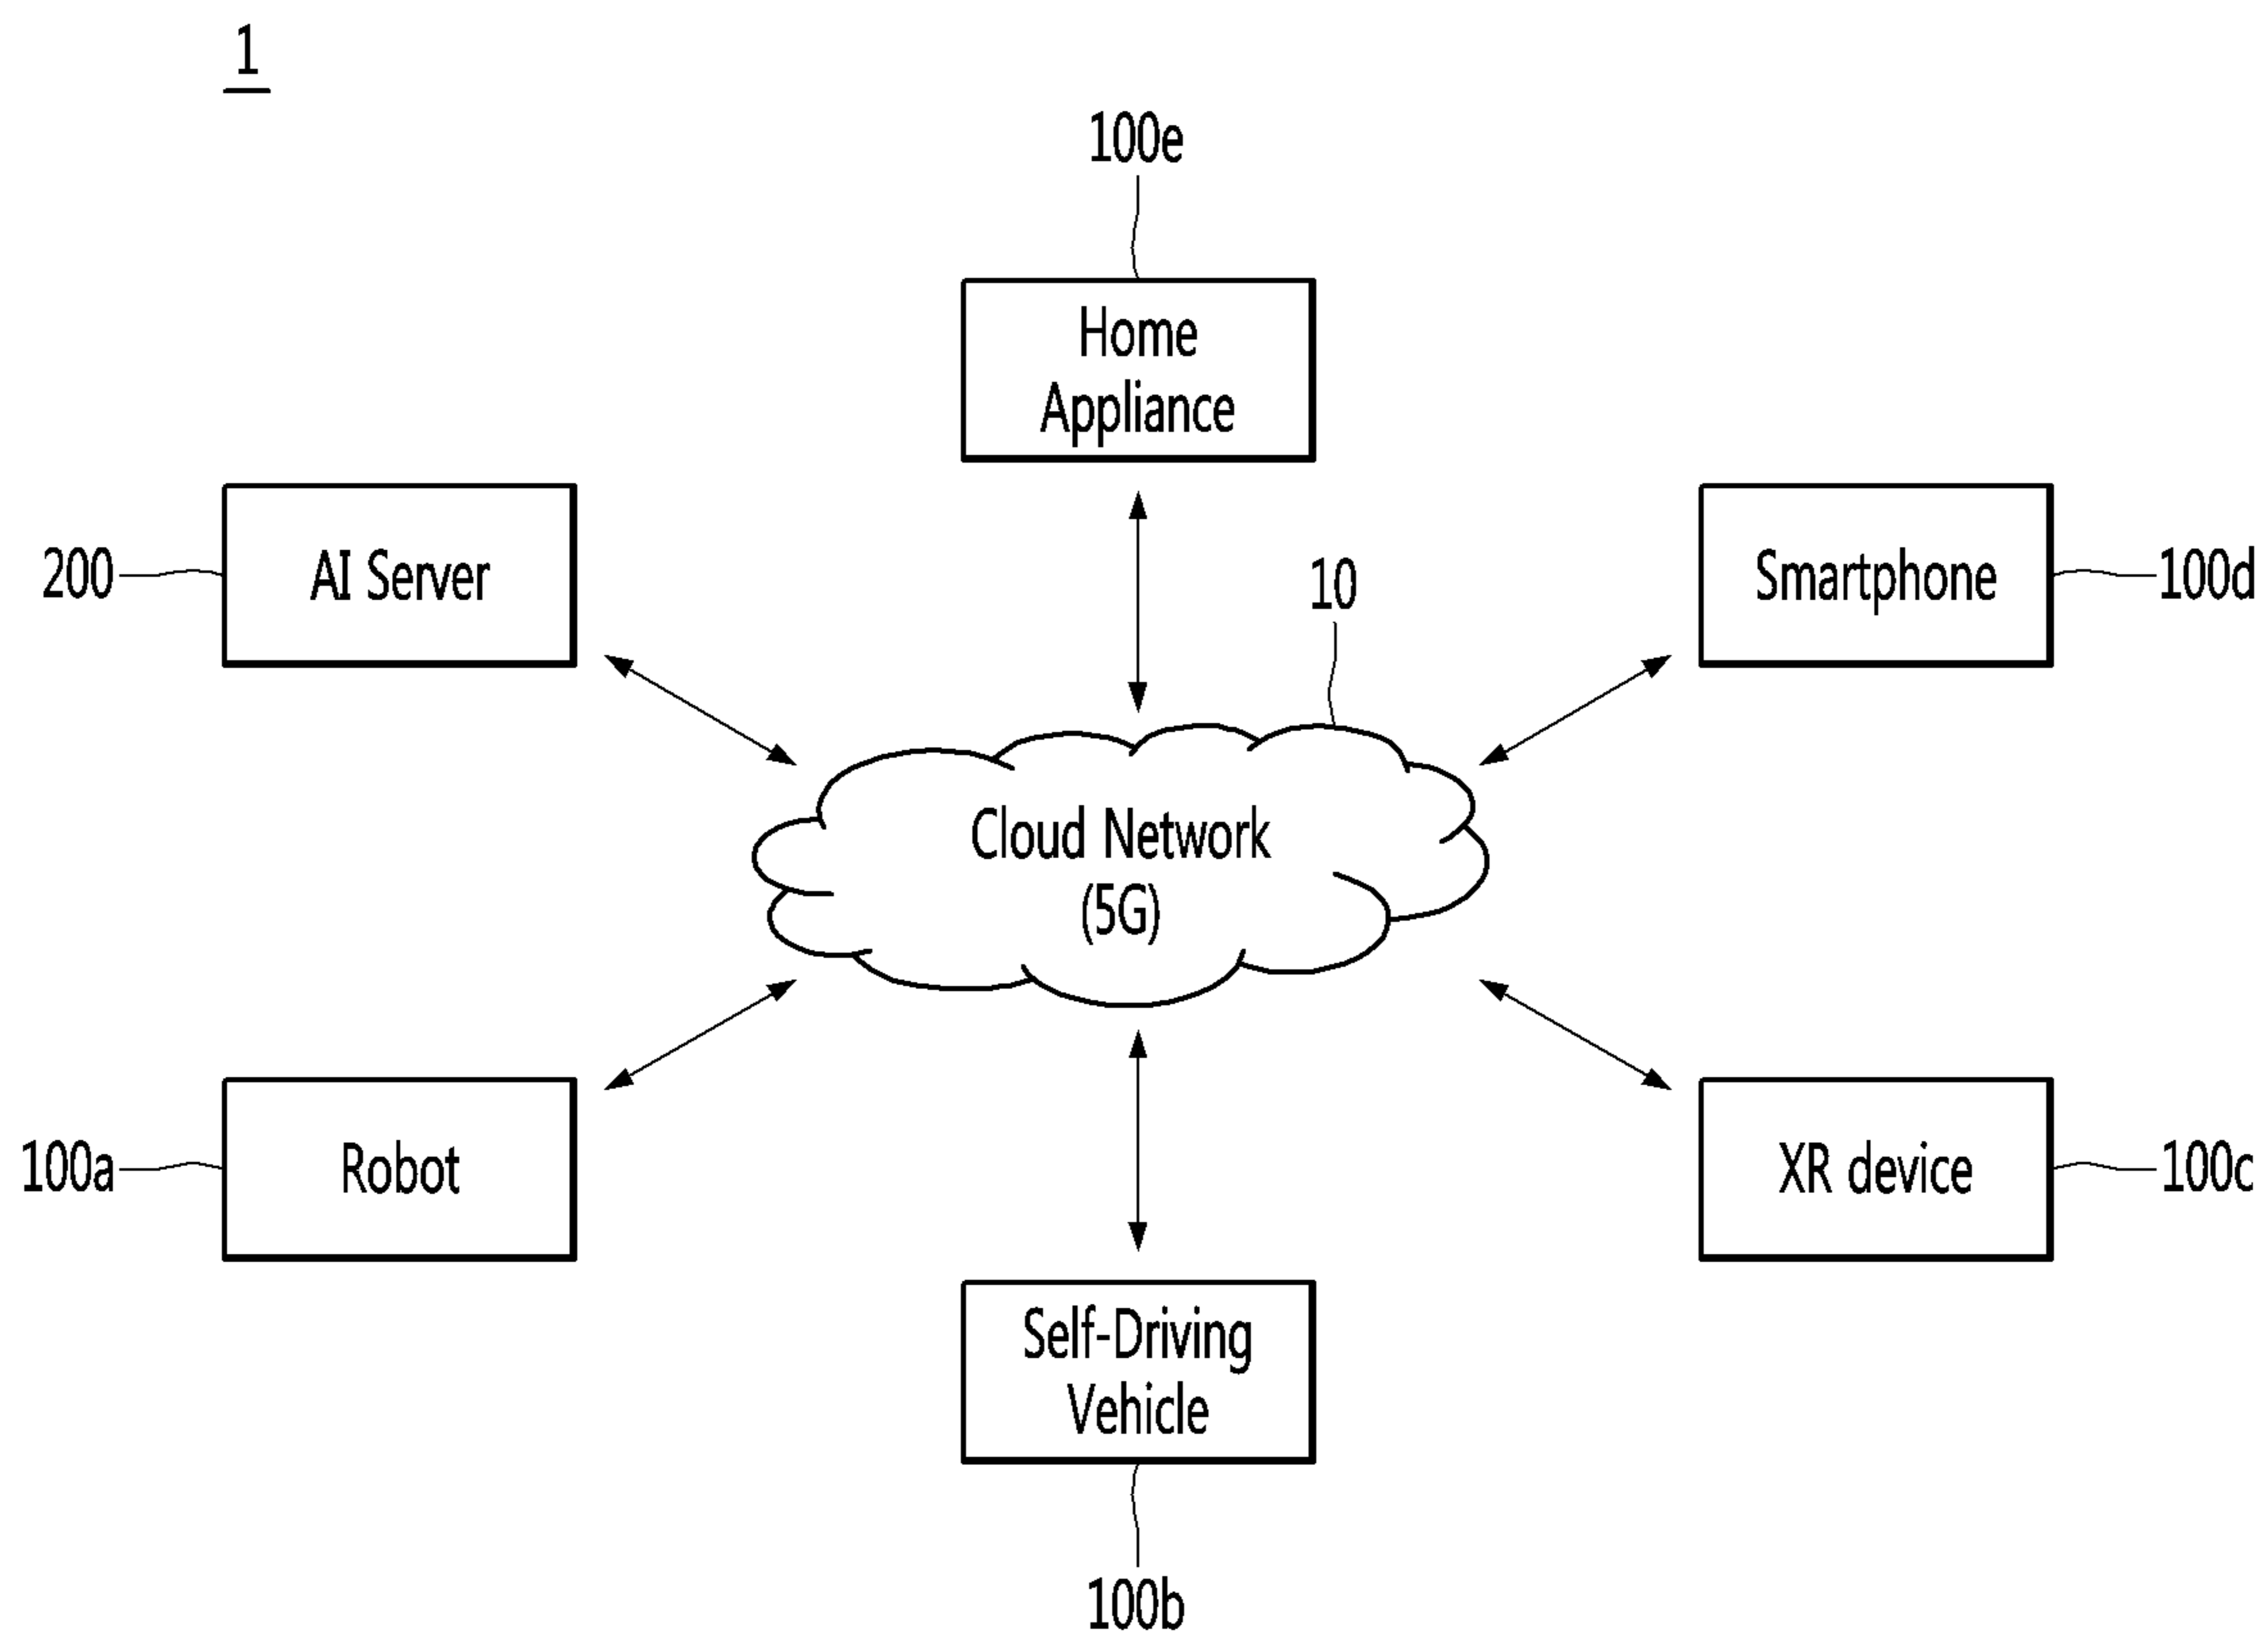 1
100e
Home
Appliance
200
AI Server
10
Smartphone
100d
Cloud Network
(5G)
100a
Robot
XR device
100c
Self-Driving
Vehicle
100b